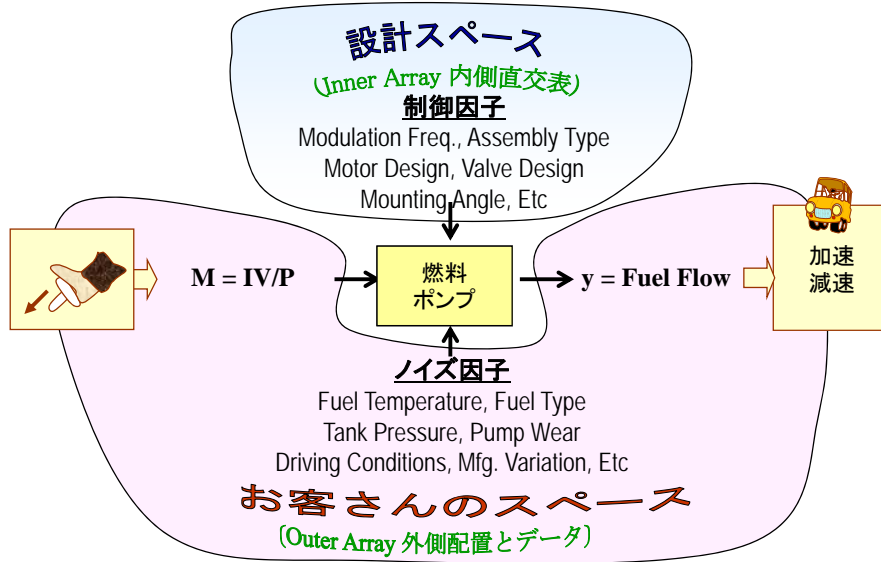 設計スペース
(Inner Array 内側直交表)
制御因子
Modulation Freq., Assembly Type
Motor Design, Valve Design
Mounting Angle, Etc
M = IV/P
燃料
ポンプ
y = Fuel Flow
加速
減速
ノイズ因子
Fuel Temperature, Fuel Type
Tank Pressure, Pump Wear
Driving Conditions, Mfg. Variation, Etc
お客さんのスペース
(Outer Array 外側配置とデータ)